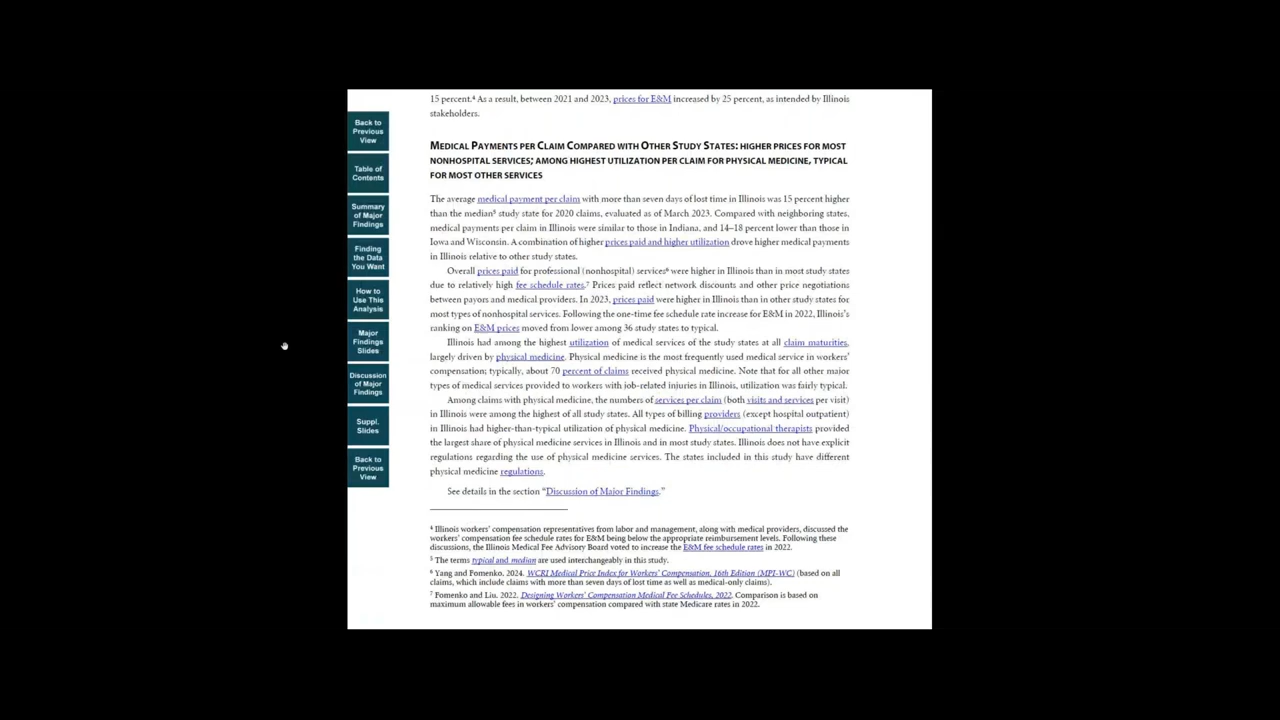 Back to
Previous
View
Table of
Contents
Summary
of Major
Findings
Finding
the Data
You Want
How to
Use This
Analysis
Major
Findings
Slides
Discussion
of Major
Findings
Suppl.
Slides
Back to
Previous
View
15 percent.⁴ As a result, between 2021 and 2023, prices for E&M increased by 25 percent, as intended by Illinois
stakeholders.
MEDICAL PAYMENTS PER CLAIM COMPARED WITH OTHER STUDY STATES: HIGHER PRICES FOR MOST
NONHOSPITAL SERVICES; AMONG HIGHEST UTILIZATION PER CLAIM FOR PHYSICAL MEDICINE, TYPICAL
FOR MOST OTHER SERVICES
The average medical payment per claim with more than seven days of lost time in Illinois was 15 percent higher
than the median⁵ study state for 2020 claims, evaluated as of March 2023. Compared with neighboring states,
medical payments per claim in Illinois were similar to those in Indiana, and 14–18 percent lower than those in
Iowa and Wisconsin. A combination of higher prices paid and higher utilization drove higher medical payments
in Illinois relative to other study states.
Overall prices paid for professional (nonhospital) services⁶ were higher in Illinois than in most study states
due to relatively high fee schedule rates.⁷ Prices paid reflect network discounts and other price negotiations
between payors and medical providers. In 2023, prices paid were higher in Illinois than in other study states for
most types of nonhospital services. Following the one-time fee schedule rate increase for E&M in 2022, Illinois's
ranking on E&M prices moved from lower among 36 study states to typical.
Illinois had among the highest utilization of medical services of the study states at all claim maturities,
largely driven by physical medicine. Physical medicine is the most frequently used medical service in workers'
compensation; typically, about 70 percent of claims received physical medicine. Note that for all other major
types of medical services provided to workers with job-related injuries in Illinois, utilization was fairly typical.
Among claims with physical medicine, the numbers of services per claim (both visits and services per visit)
in Illinois were among the highest of all study states. All types of billing providers (except hospital outpatient)
in Illinois had higher-than-typical utilization of physical medicine. Physical/occupational therapists provided
the largest share of physical medicine services in Illinois and in most study states. Illinois does not have explicit
regulations regarding the use of physical medicine services. The states included in this study have different
physical medicine regulations.
See details in the section “Discussion of Major Findings.”
⁴ Illinois workers' compensation representatives from labor and management, along with medical providers, discussed the
workers' compensation fee schedule rates for E&M being below the appropriate reimbursement levels. Following these
discussions, the Illinois Medical Fee Advisory Board voted to increase the E&M fee schedule rates in 2022.
⁵ The terms typical and median are used interchangeably in this study.
⁶ Yang and Fomenko. 2024. WCRI Medical Price Index for Workers' Compensation, 16th Edition (MPI-WC) (based on all
claims, which include claims with more than seven days of lost time as well as medical-only claims).
⁷ Fomenko and Liu. 2022. Designing Workers' Compensation Medical Fee Schedules, 2022. Comparison is based on
maximum allowable fees in workers' compensation compared with state Medicare rates in 2022.